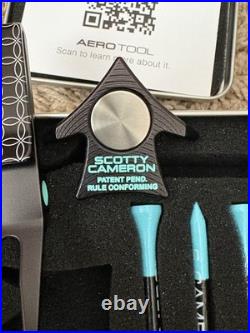 AEROTOOL
Scan to learn more about it.
SCOTTY
CAMERON
PATENT PEND.
RULE CONFORMING